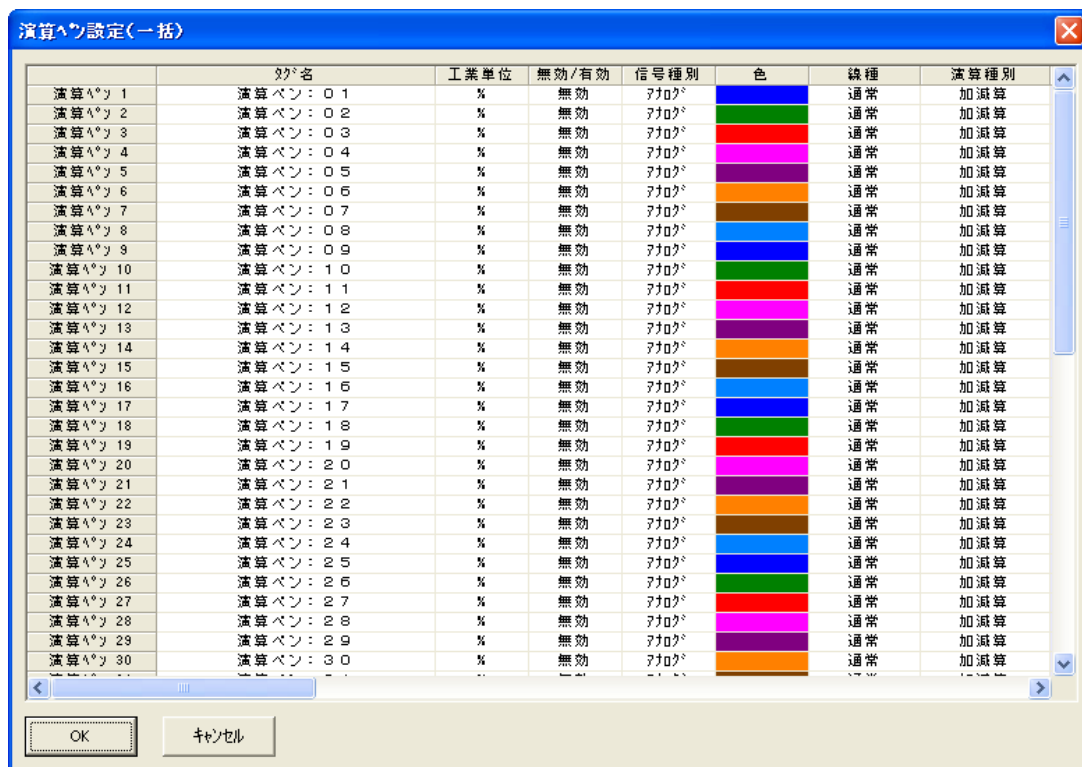 演算ﾍﾟﾝ設定(一括)
ﾀｸﾞ名 工業単位 無効/有効 信号種別 色 線種 演算種別
演算ﾍﾟﾝ 1 演算ペン：０１ % 無効 ｱﾅﾛｸﾞ 通常 加減算
演算ﾍﾟﾝ 2 演算ペン：０２ % 無効 ｱﾅﾛｸﾞ 通常 加減算
演算ﾍﾟﾝ 3 演算ペン：０３ % 無効 ｱﾅﾛｸﾞ 通常 加減算
演算ﾍﾟﾝ 4 演算ペン：０４ % 無効 ｱﾅﾛｸﾞ 通常 加減算
演算ﾍﾟﾝ 5 演算ペン：０５ % 無効 ｱﾅﾛｸﾞ 通常 加減算
演算ﾍﾟﾝ 6 演算ペン：０６ % 無効 ｱﾅﾛｸﾞ 通常 加減算
演算ﾍﾟﾝ 7 演算ペン：０７ % 無効 ｱﾅﾛｸﾞ 通常 加減算
演算ﾍﾟﾝ 8 演算ペン：０８ % 無効 ｱﾅﾛｸﾞ 通常 加減算
演算ﾍﾟﾝ 9 演算ペン：０９ % 無効 ｱﾅﾛｸﾞ 通常 加減算
演算ﾍﾟﾝ 10 演算ペン：１０ % 無効 ｱﾅﾛｸﾞ 通常 加減算
演算ﾍﾟﾝ 11 演算ペン：１１ % 無効 ｱﾅﾛｸﾞ 通常 加減算
演算ﾍﾟﾝ 12 演算ペン：１２ % 無効 ｱﾅﾛｸﾞ 通常 加減算
演算ﾍﾟﾝ 13 演算ペン：１３ % 無効 ｱﾅﾛｸﾞ 通常 加減算
演算ﾍﾟﾝ 14 演算ペン：１４ % 無効 ｱﾅﾛｸﾞ 通常 加減算
演算ﾍﾟﾝ 15 演算ペン：１５ % 無効 ｱﾅﾛｸﾞ 通常 加減算
演算ﾍﾟﾝ 16 演算ペン：１６ % 無効 ｱﾅﾛｸﾞ 通常 加減算
演算ﾍﾟﾝ 17 演算ペン：１７ % 無効 ｱﾅﾛｸﾞ 通常 加減算
演算ﾍﾟﾝ 18 演算ペン：１８ % 無効 ｱﾅﾛｸﾞ 通常 加減算
演算ﾍﾟﾝ 19 演算ペン：１９ % 無効 ｱﾅﾛｸﾞ 通常 加減算
演算ﾍﾟﾝ 20 演算ペン：２０ % 無効 ｱﾅﾛｸﾞ 通常 加減算
演算ﾍﾟﾝ 21 演算ペン：２１ % 無効 ｱﾅﾛｸﾞ 通常 加減算
演算ﾍﾟﾝ 22 演算ペン：２２ % 無効 ｱﾅﾛｸﾞ 通常 加減算
演算ﾍﾟﾝ 23 演算ペン：２３ % 無効 ｱﾅﾛｸﾞ 通常 加減算
演算ﾍﾟﾝ 24 演算ペン：２４ % 無効 ｱﾅﾛｸﾞ 通常 加減算
演算ﾍﾟﾝ 25 演算ペン：２５ % 無効 ｱﾅﾛｸﾞ 通常 加減算
演算ﾍﾟﾝ 26 演算ペン：２６ % 無効 ｱﾅﾛｸﾞ 通常 加減算
演算ﾍﾟﾝ 27 演算ペン：２７ % 無効 ｱﾅﾛｸﾞ 通常 加減算
演算ﾍﾟﾝ 28 演算ペン：２８ % 無効 ｱﾅﾛｸﾞ 通常 加減算
演算ﾍﾟﾝ 29 演算ペン：２９ % 無効 ｱﾅﾛｸﾞ 通常 加減算
演算ﾍﾟﾝ 30 演算ペン：３０ % 無効 ｱﾅﾛｸﾞ 通常 加減算
OK ｷｬﾝｾﾙ